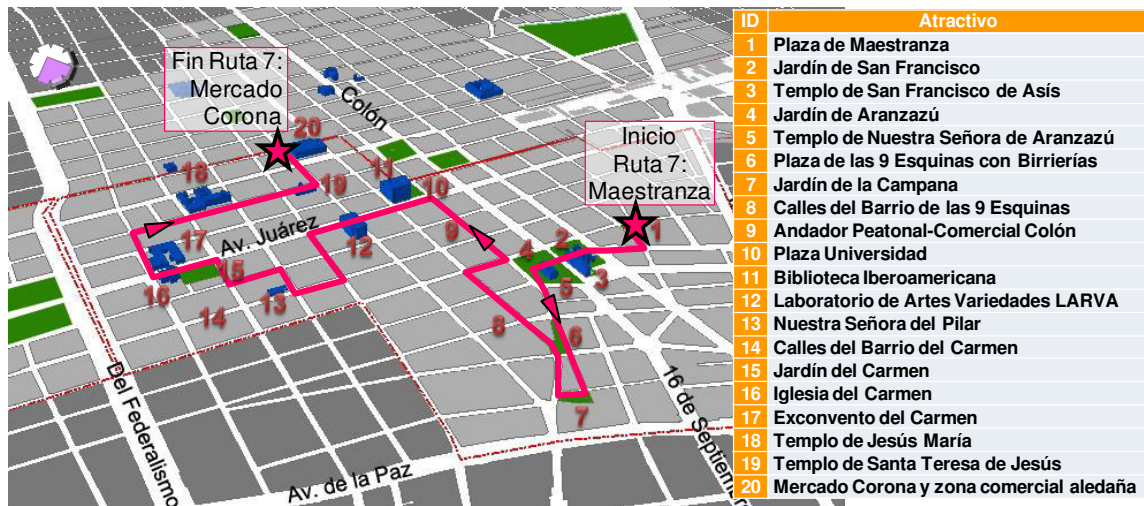 Fin Ruta 7:
Mercado
Corona
Colón
20
Inicio
Ruta 7:
Maestranza
18
19
11
10
1
17
Av. Juárez
12
9
2
4
3
16
15
5
13
14
8
6
7
Del Federalismo
16 de Septiembre
Av. de la Paz
ID Atractivo
1 Plaza de Maestranza
2 Jardín de San Francisco
3 Templo de San Francisco de Asís
4 Jardín de Aranzazú
5 Templo de Nuestra Señora de Aranzazú
6 Plaza de las 9 Esquinas con Birrierías
7 Jardín de la Campana
8 Calles del Barrio de las 9 Esquinas
9 Andador Peatonal-Comercial Colón
10 Plaza Universidad
11 Biblioteca Iberoamericana
12 Laboratorio de Artes Variedades LARVA
13 Nuestra Señora del Pilar
14 Calles del Barrio del Carmen
15 Jardín del Carmen
16 Iglesia del Carmen
17 Exconvento del Carmen
18 Templo de Jesús María
19 Templo de Santa Teresa de Jesús
20 Mercado Corona y zona comercial aledaña